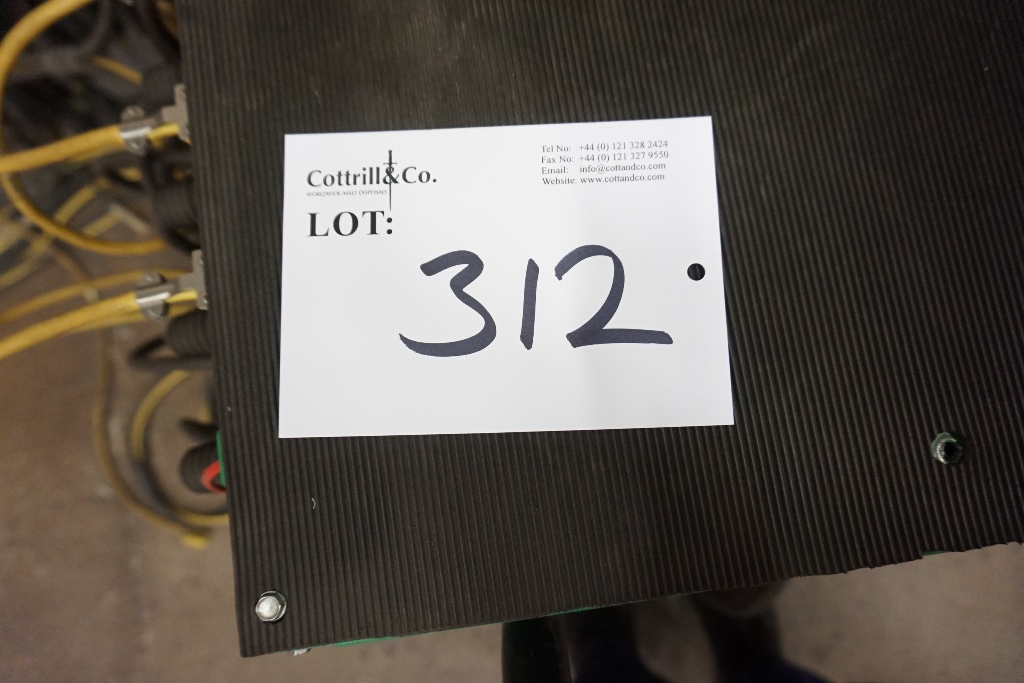 Cottrill&Co.
WORLDWIDE ASSET DISPOSALS
Tel No: +44 (0) 121 328 2424
Fax No: +44 (0) 121 327 9550
Email: info@cottandco.com
Website: www.cottandco.com
LOT:
312